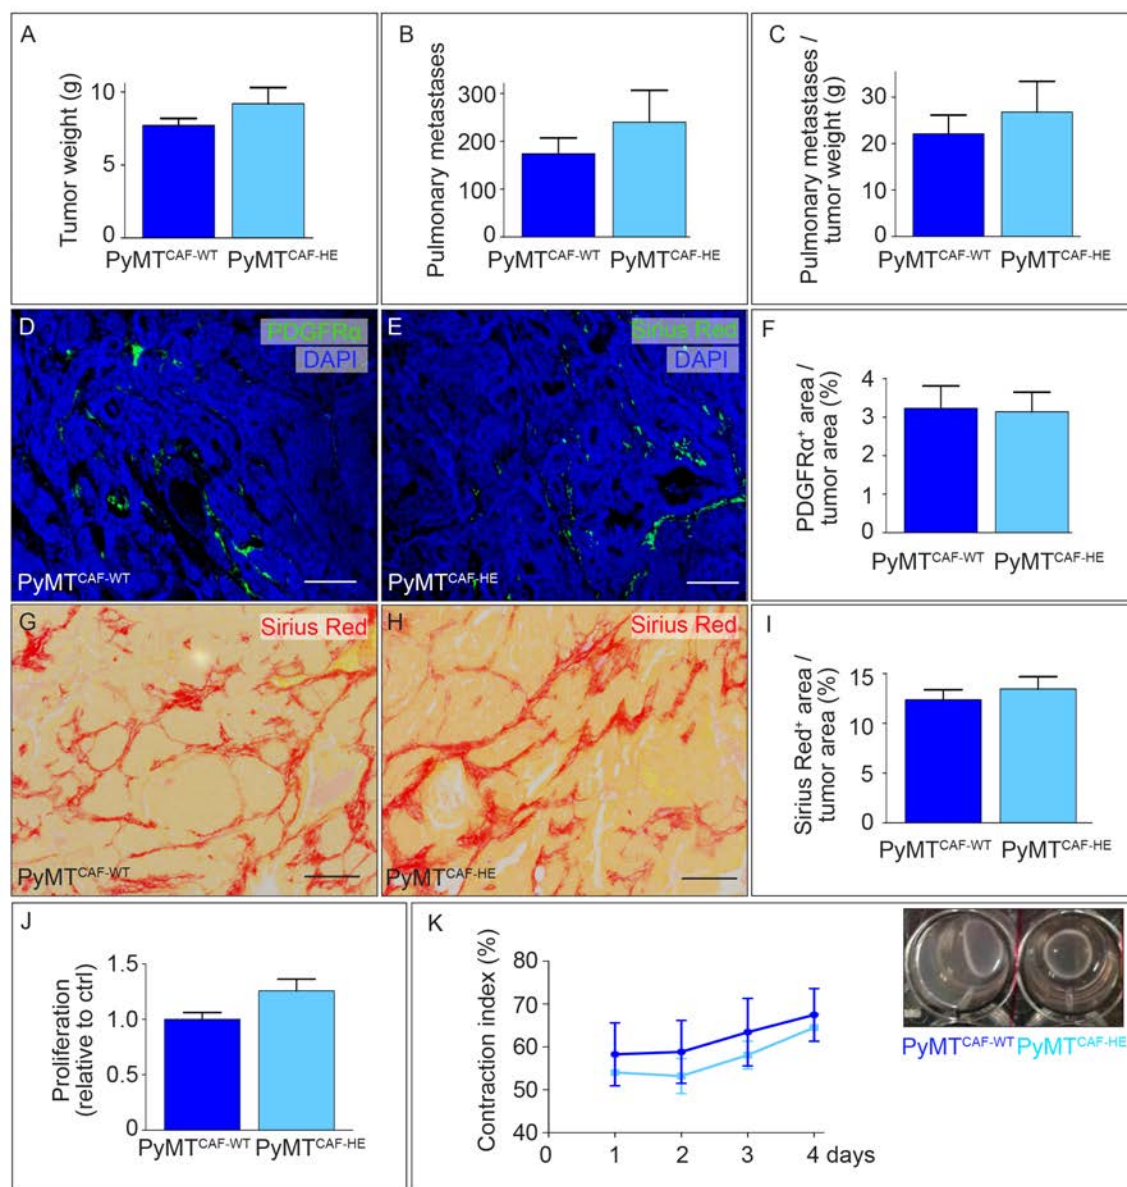 A
Tumor weight (g)
10
5
0
PyMTCAF-WT PyMTCAF-HE
B
Pulmonary metastases
300
200
100
0
PyMTCAF-WT PyMTCAF-HE
C
Pulmonary metastases /
tumor weight (g)
30
20
10
0
PyMTCAF-WT PyMTCAF-HE
D
PDGFRα
DAPI
PyMTCAF-WT
E
Sirius Red
DAPI
PyMTCAF-HE
F
PDGFRα+ area /
tumor area (%)
4
3
2
1
0
PyMTCAF-WT PyMTCAF-HE
G
Sirius Red
PyMTCAF-WT
H
Sirius Red
PyMTCAF-HE
I
Sirius Red+ area /
tumor area (%)
15
10
5
0
PyMTCAF-WT PyMTCAF-HE
J
Proliferation
(relative to ctrl)
1.5
1.0
0.5
0
PyMTCAF-WT PyMTCAF-HE
K
Contraction index (%)
80
70
60
50
40
0 1 2 3 4 days
PyMTCAF-WT PyMTCAF-HE